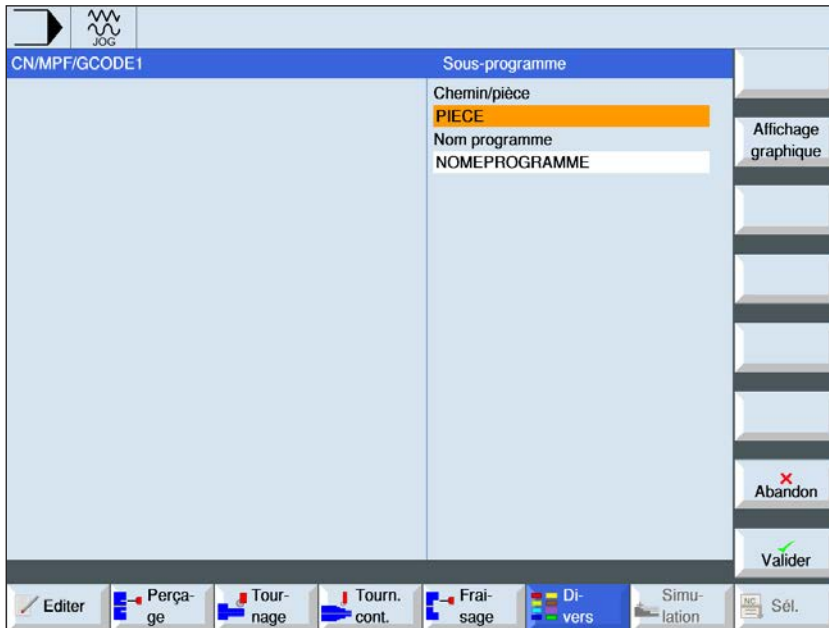 JOG
CN/MPF/GCODE1
Sous-programme
Chemin/pièce
PIECE
Nom programme
NOMEPROGRAMME
Affichage
graphique
Abandon
Valider
Editer
Perça-
ge
Tour-
nage
Tourn.
cont.
Frai-
sage
Di-
vers
Simu-
lation
NC
Sél.